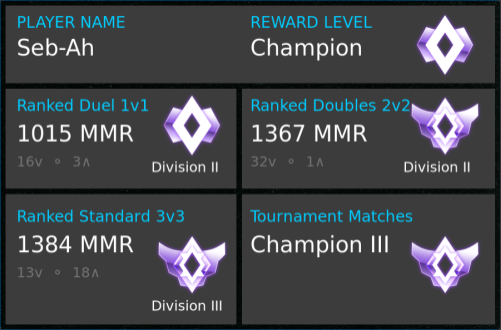 PLAYER NAME
Seb-Ah
REWARD LEVEL
Champion
Ranked Duel 1v1
1015 MMR
16v ∘ 3∧
Division II
Ranked Doubles 2v2
1367 MMR
32v ∘ 1∧
Division II
Ranked Standard 3v3
1384 MMR
13v ∘ 18∧
Division III
Tournament Matches
Champion III